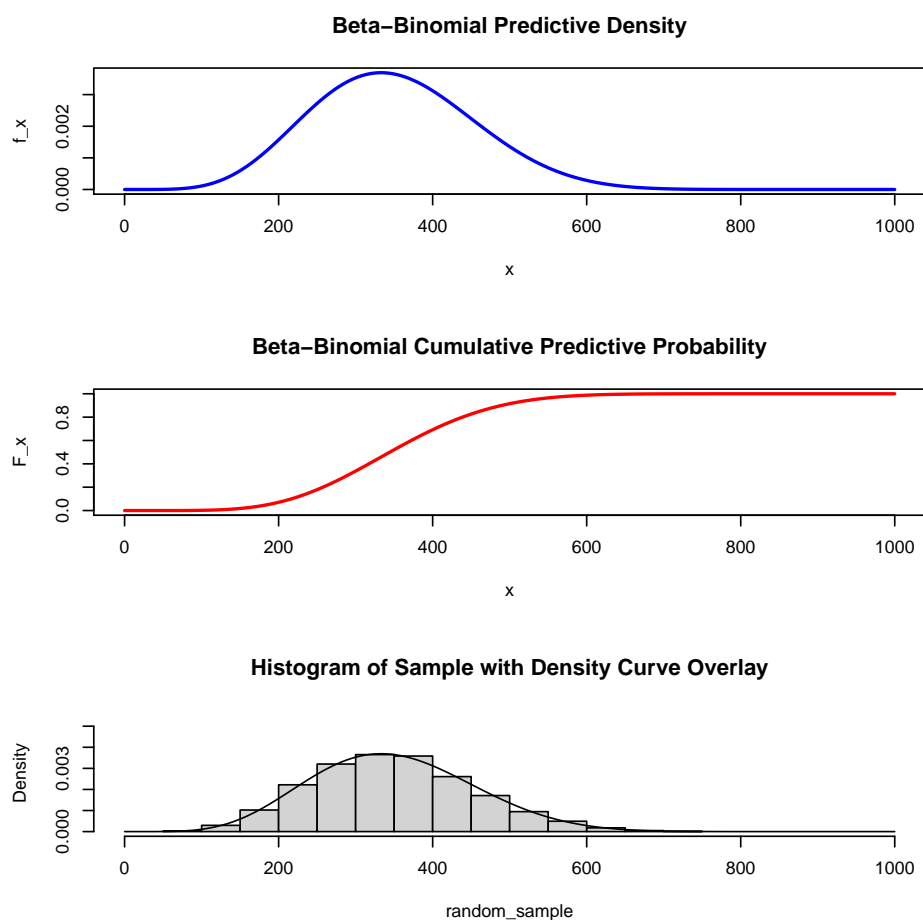 Beta−Binomial Predictive Density
f_x
0.000 0.002
0 200 400 600 800 1000
x
Beta−Binomial Cumulative Predictive Probability
F_x
0.0 0.4 0.8
0 200 400 600 800 1000
x
Histogram of Sample with Density Curve Overlay
Density
0.000 0.003
0 200 400 600 800 1000
random_sample